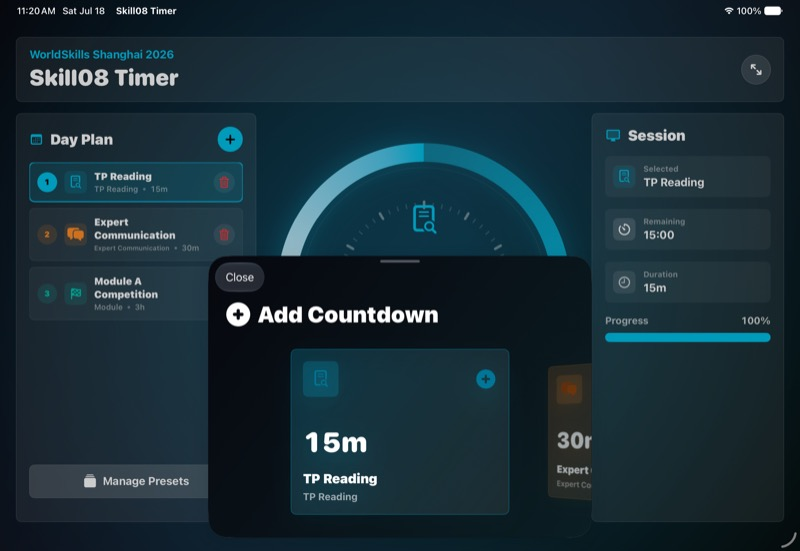 11:20 AM Sat Jul 18 Skill08 Timer
100%
WorldSkills Shanghai 2026
Skill08 Timer
Day Plan
1
TP Reading
TP Reading • 15m
2
Expert
Communication
Expert Communication • 30m
3
Module A
Competition
Module • 3h
Manage Presets
Close
Add Countdown
15m
TP Reading
TP Reading
30m
Expert
Expert Co
Session
Selected
TP Reading
Remaining
15:00
Duration
15m
Progress 100%